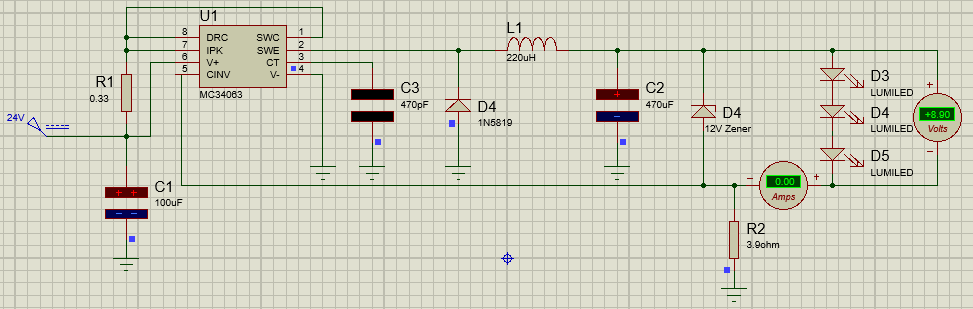 U1
8 DRC SWC 1
7 IPK SWE 2
6 V+ CT 3
5 CINV V- 4
MC34063
R1
0.33
24V
C1
100uF
C3
470pF
D4
1N5819
L1
220uH
C2
470uF
D4
12V Zener
D3
LUMILED
D4
LUMILED
D5
LUMILED
+
+8.90
Volts
−
− +
0.00
Amps
R2
3.9ohm